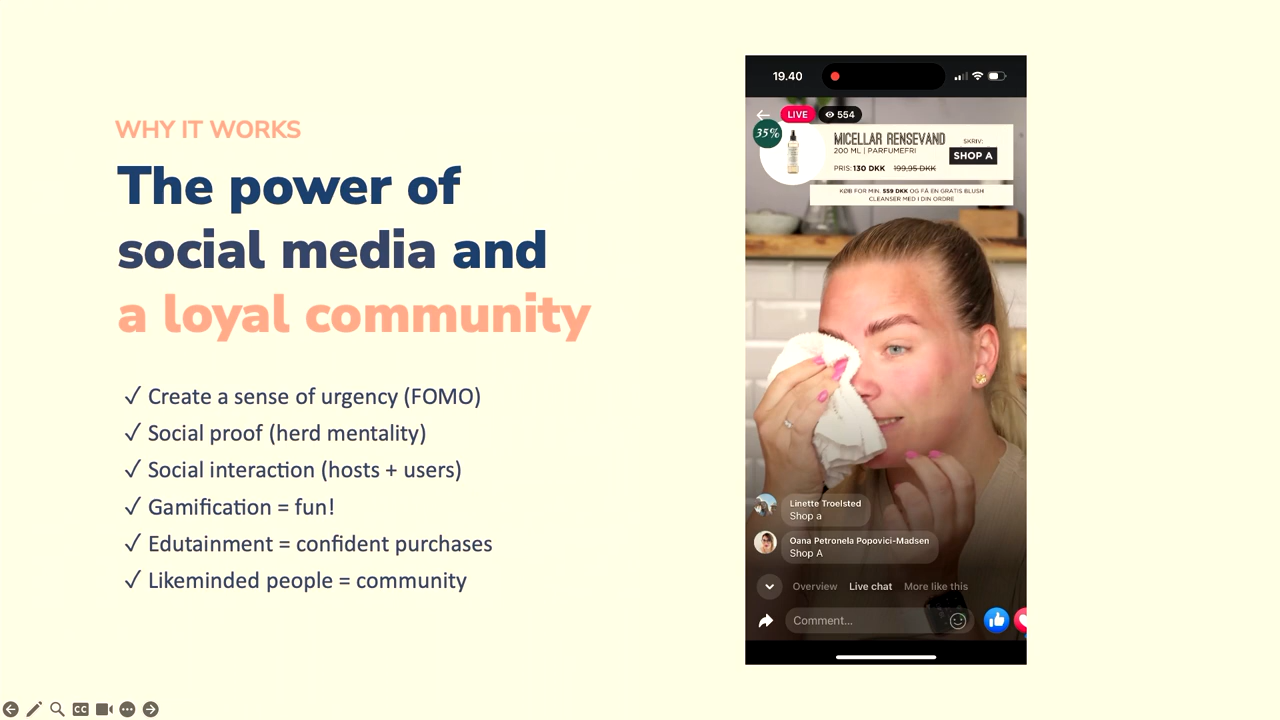 WHY IT WORKS
The power of
social media and
a loyal community
✓ Create a sense of urgency (FOMO)
✓ Social proof (herd mentality)
✓ Social interaction (hosts + users)
✓ Gamification = fun!
✓ Edutainment = confident purchases
✓ Likeminded people = community
19.40
LIVE
554
35%
MICELLAR RENSEVAND
200 ML | PARFUMEFRI
PRIS: 130 DKK 199,95 DKK
SKRIV:
SHOP A
KØB FOR MIN. 559 DKK OG FÅ EN GRATIS BLUSH
CLEANSER MED I DIN ORDRE
Linette Troelsted
Shop a
Oana Petronela Popovici-Madsen
Shop A
Overview Live chat More like this
Comment...
CC